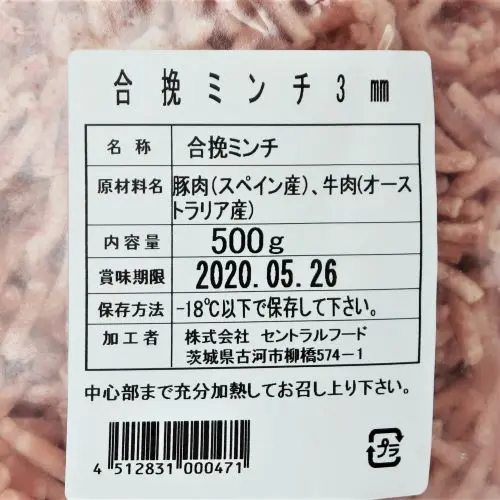 合挽ミンチ3㎜
名称 合挽ミンチ
原材料名 豚肉(スペイン産)、牛肉(オース
トラリア産)
内容量 500g
賞味期限 2020.05.26
保存方法 -18℃以下で保存して下さい。
加工者 株式会社 セントラルフード
茨城県古河市柳橋574-1
中心部まで充分加熱してお召し上り下さい。
4 512831 000471
プラ